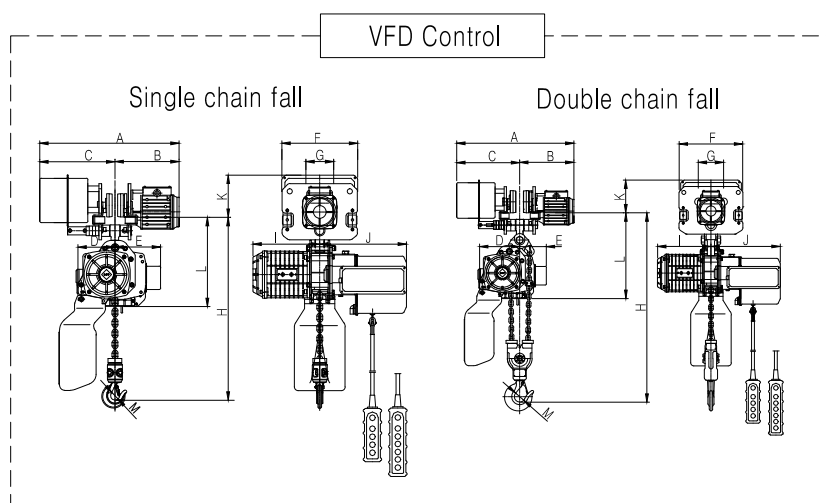 VFD Control
Single chain fall
Double chain fall
A
C
B
K
D
E
L
H
M
F
G
I
J
A
C
B
K
D
E
L
H
M
F
G
I
J